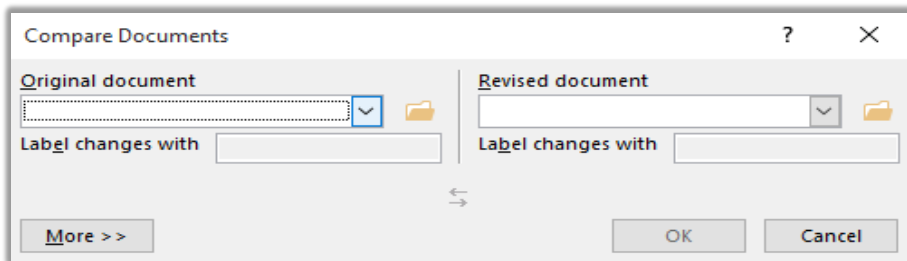 Compare Documents ?
Original document Revised document
Label changes with Label changes with
More >> OK Cancel